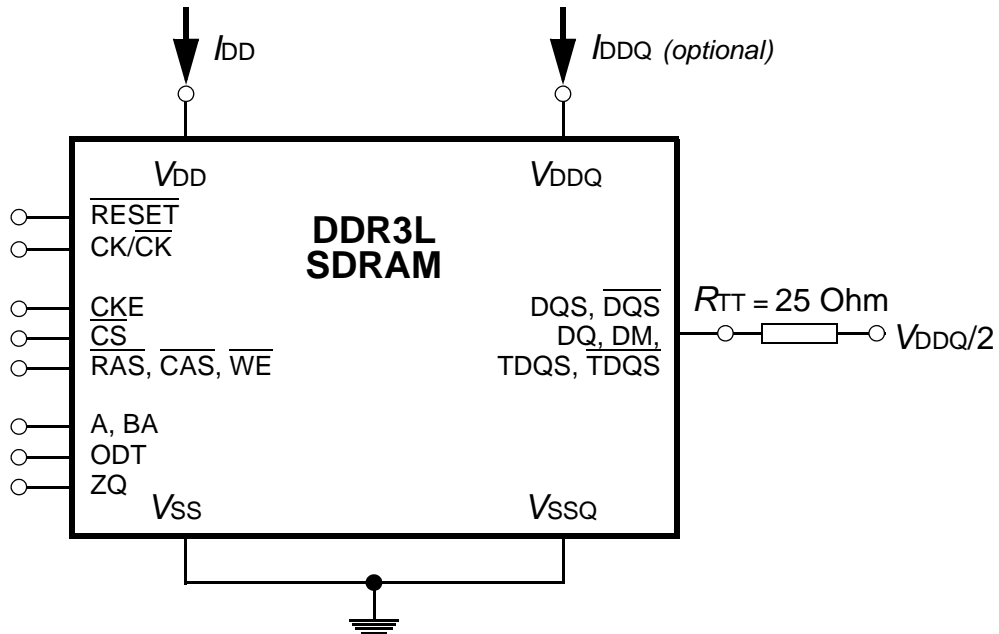 IDD
IDDQ (optional)
VDD
VDDQ
RESET
CK/CK
DDR3L
SDRAM
CKE
CS
RAS, CAS, WE
DQS, DQS
DQ, DM,
TDQS, TDQS
RTT = 25 Ohm
VDDQ/2
A, BA
ODT
ZQ
VSS
VSSQ